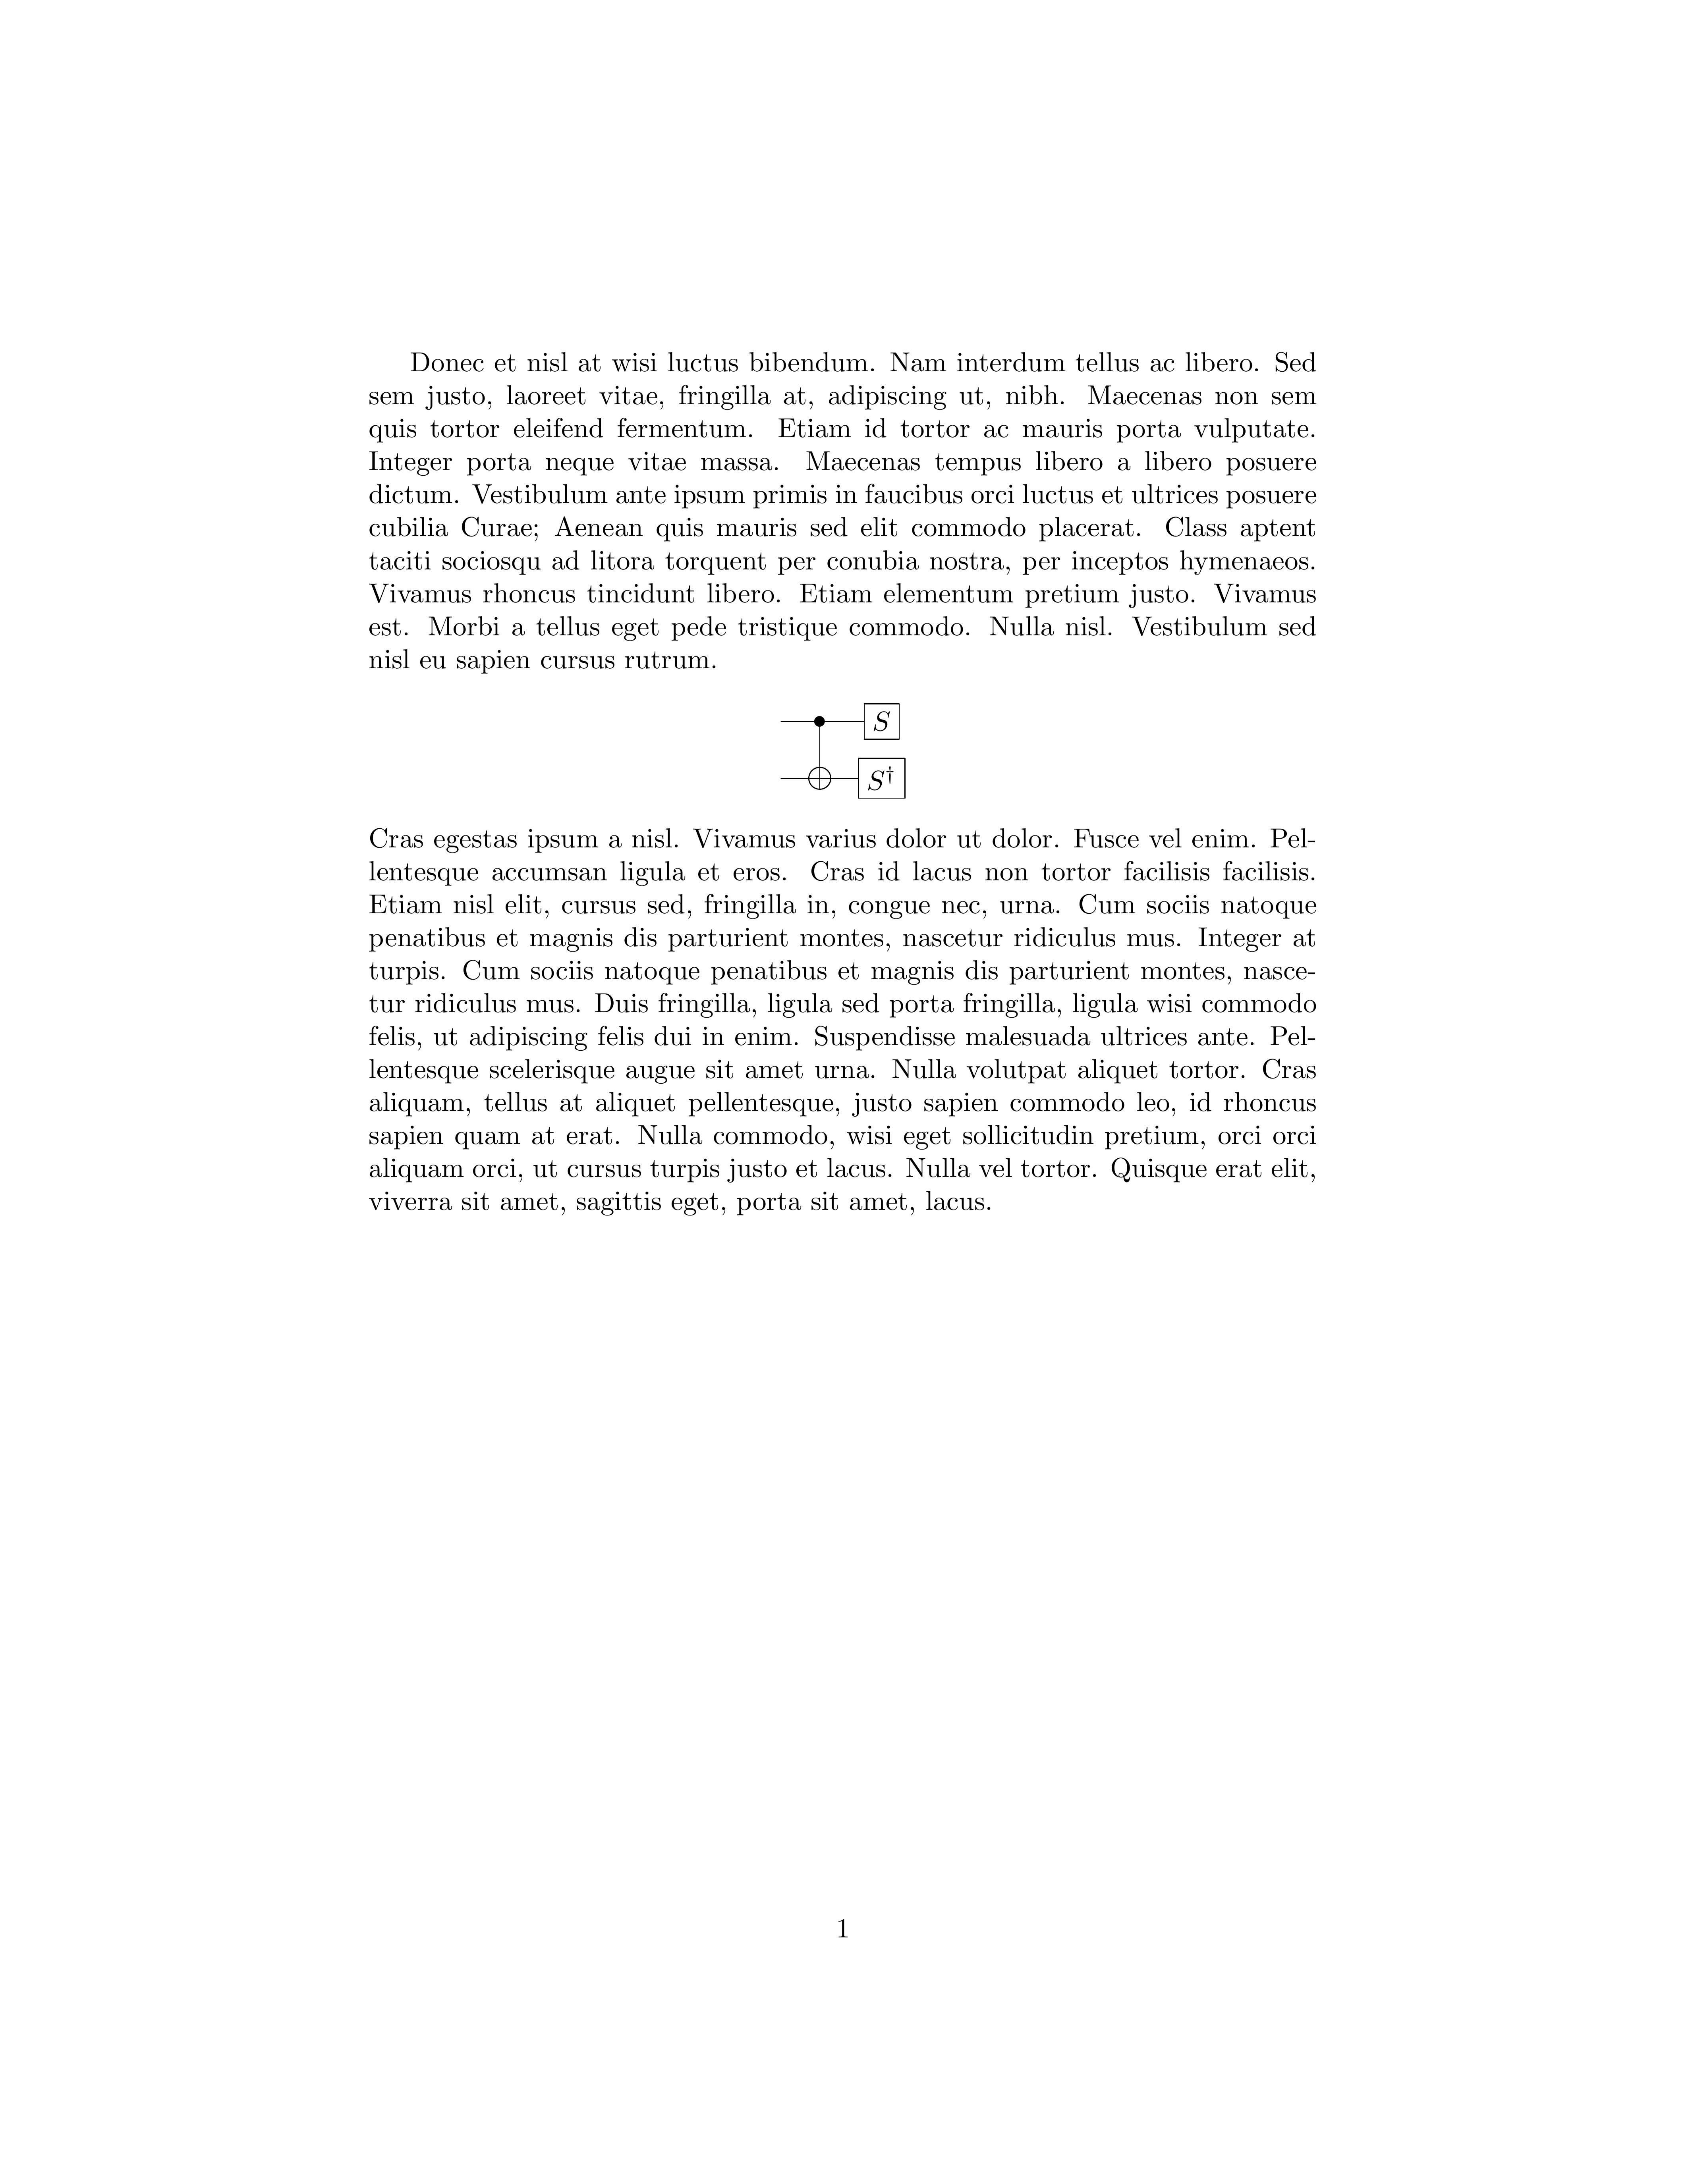 Donec et nisl at wisi luctus bibendum. Nam interdum tellus ac libero. Sed
sem justo, laoreet vitae, fringilla at, adipiscing ut, nibh. Maecenas non sem
quis tortor eleifend fermentum. Etiam id tortor ac mauris porta vulputate.
Integer porta neque vitae massa. Maecenas tempus libero a libero posuere
dictum. Vestibulum ante ipsum primis in faucibus orci luctus et ultrices posuere
cubilia Curae; Aenean quis mauris sed elit commodo placerat. Class aptent
taciti sociosqu ad litora torquent per conubia nostra, per inceptos hymenaeos.
Vivamus rhoncus tincidunt libero. Etiam elementum pretium justo. Vivamus
est. Morbi a tellus eget pede tristique commodo. Nulla nisl. Vestibulum sed
nisl eu sapien cursus rutrum.
S
S†
Cras egestas ipsum a nisl. Vivamus varius dolor ut dolor. Fusce vel enim. Pel-
lentesque accumsan ligula et eros. Cras id lacus non tortor facilisis facilisis.
Etiam nisl elit, cursus sed, fringilla in, congue nec, urna. Cum sociis natoque
penatibus et magnis dis parturient montes, nascetur ridiculus mus. Integer at
turpis. Cum sociis natoque penatibus et magnis dis parturient montes, nasce-
tur ridiculus mus. Duis fringilla, ligula sed porta fringilla, ligula wisi commodo
felis, ut adipiscing felis dui in enim. Suspendisse malesuada ultrices ante. Pel-
lentesque scelerisque augue sit amet urna. Nulla volutpat aliquet tortor. Cras
aliquam, tellus at aliquet pellentesque, justo sapien commodo leo, id rhoncus
sapien quam at erat. Nulla commodo, wisi eget sollicitudin pretium, orci orci
aliquam orci, ut cursus turpis justo et lacus. Nulla vel tortor. Quisque erat elit,
viverra sit amet, sagittis eget, porta sit amet, lacus.
1